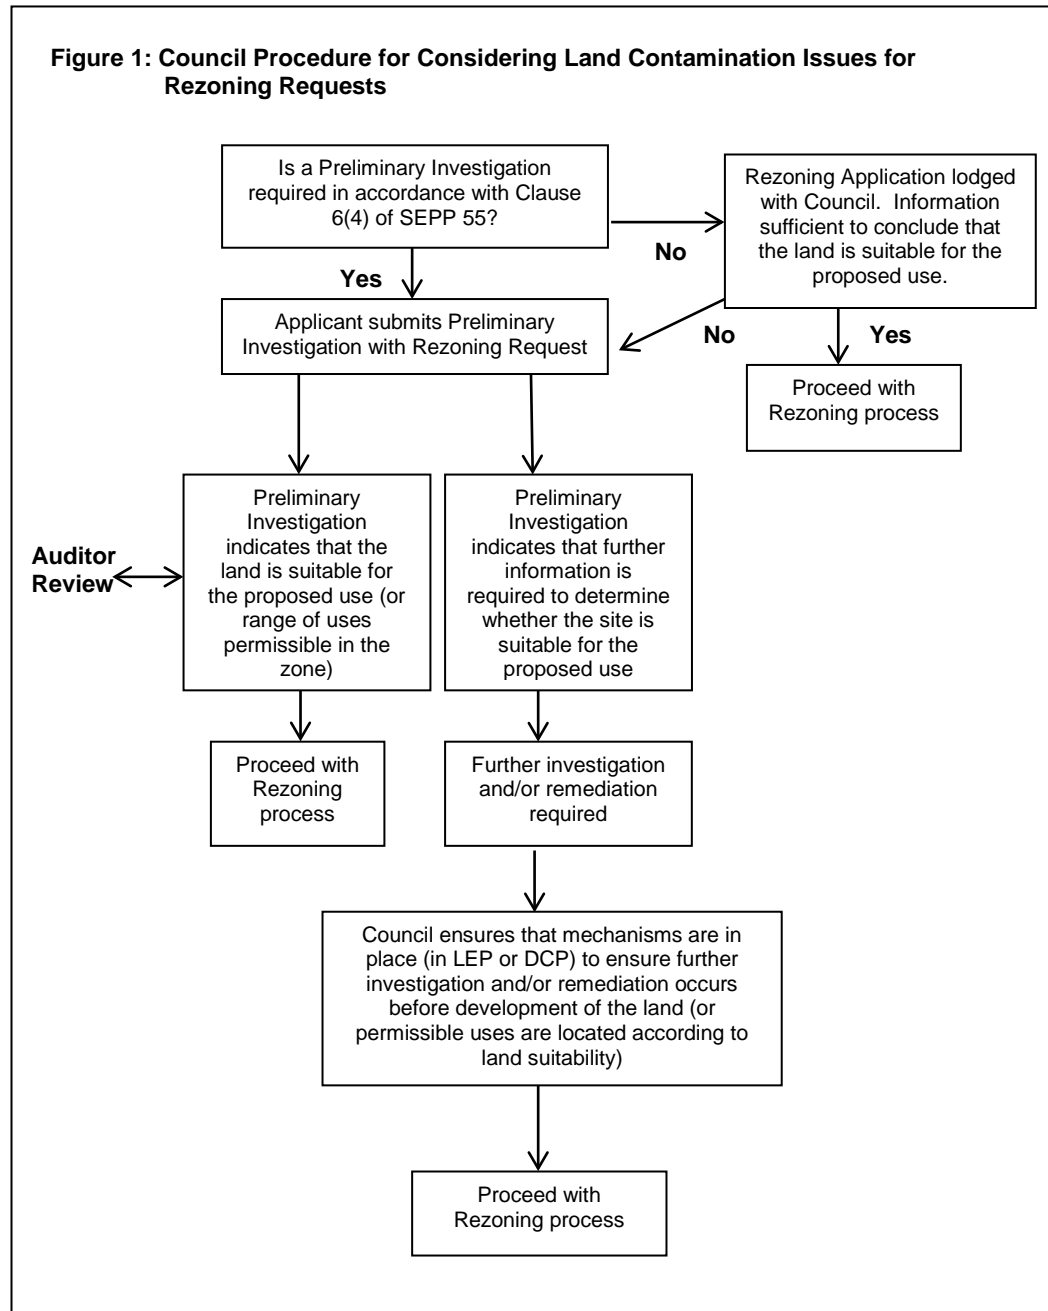 Figure 1: Council Procedure for Considering Land Contamination Issues for
Rezoning Requests
Is a Preliminary Investigation
required in accordance with Clause
6(4) of SEPP 55?
Rezoning Application lodged
with Council. Information
sufficient to conclude that
the land is suitable for the
proposed use.
No
Yes
Applicant submits Preliminary
Investigation with Rezoning Request
No
Yes
Proceed with
Rezoning process
Auditor
Review
Preliminary
Investigation
indicates that the
land is suitable for
the proposed use (or
range of uses
permissible in the
zone)
Preliminary
Investigation
indicates that further
information is
required to determine
whether the site is
suitable for the
proposed use
Proceed with
Rezoning
process
Further investigation
and/or remediation
required
Council ensures that mechanisms are in
place (in LEP or DCP) to ensure further
investigation and/or remediation occurs
before development of the land (or
permissible uses are located according to
land suitability)
Proceed with
Rezoning process